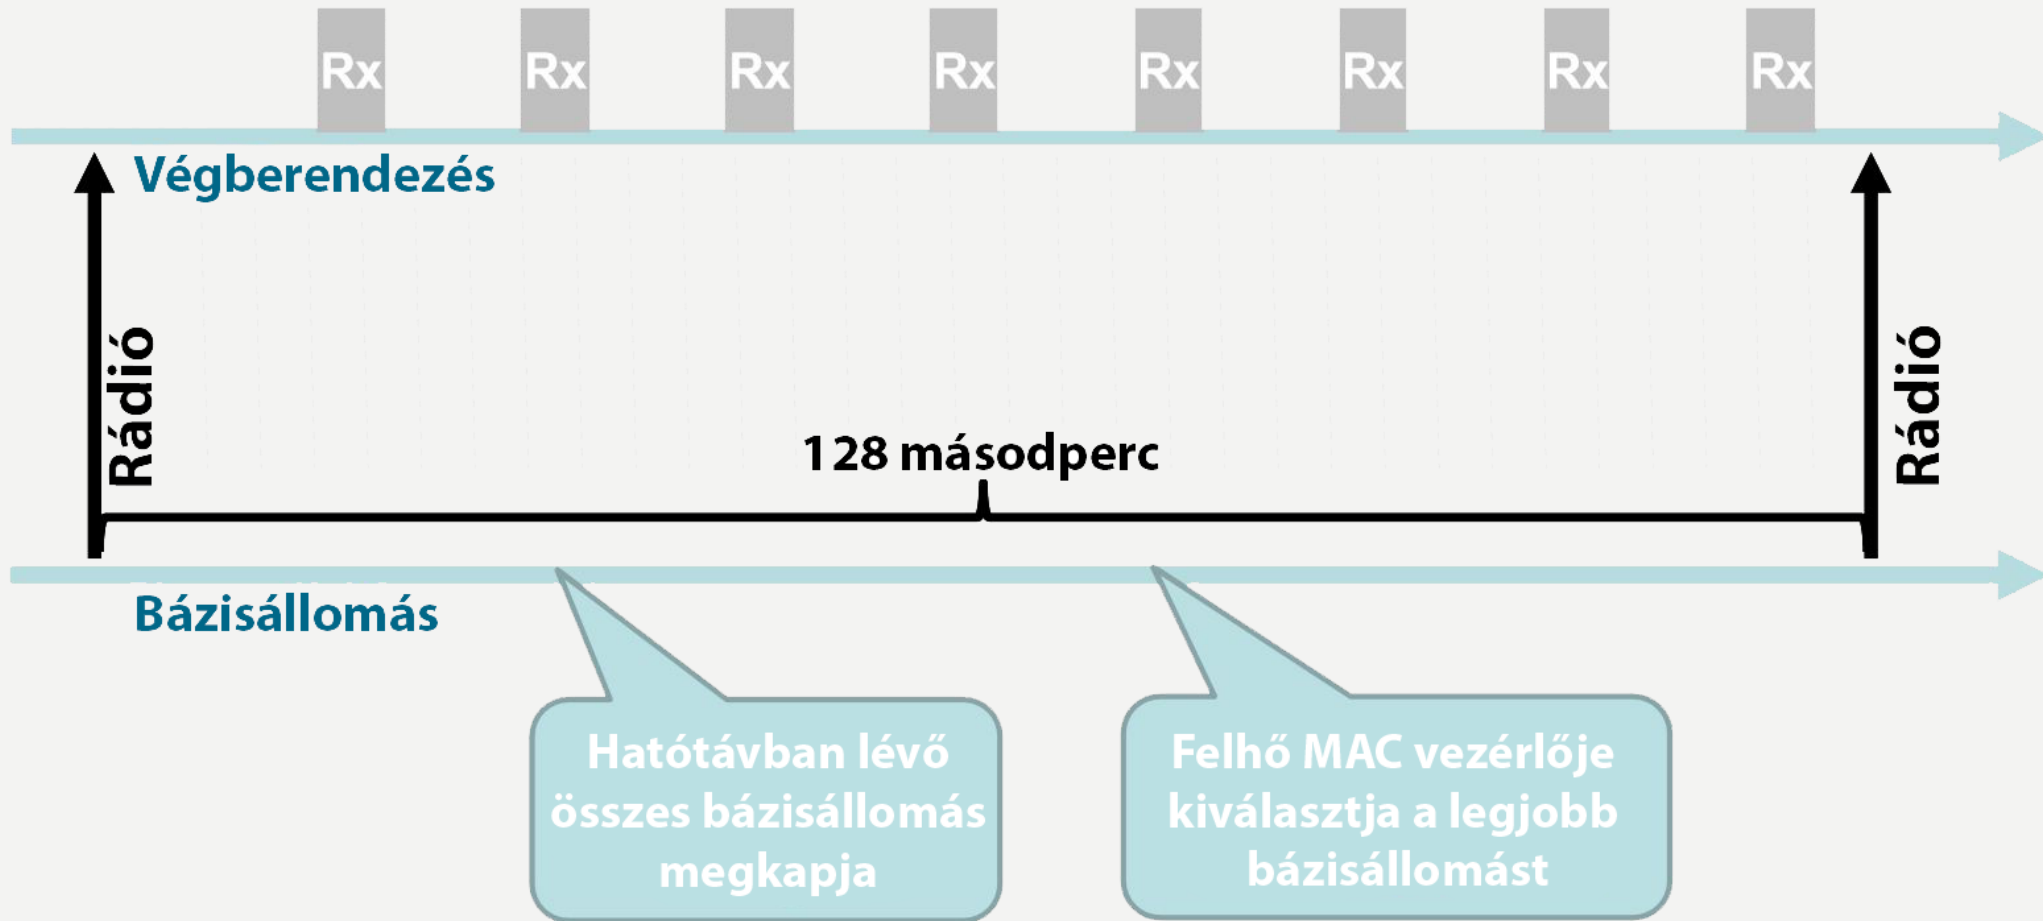 Rx Rx Rx Rx Rx Rx Rx Rx
Végberendezés
Rádió
Rádió
128 másodperc
Bázisállomás
Hatótávban lévő
összes bázisállomás
megkapja
Felhő MAC vezérlője
kiválasztja a legjobb
bázisállomást